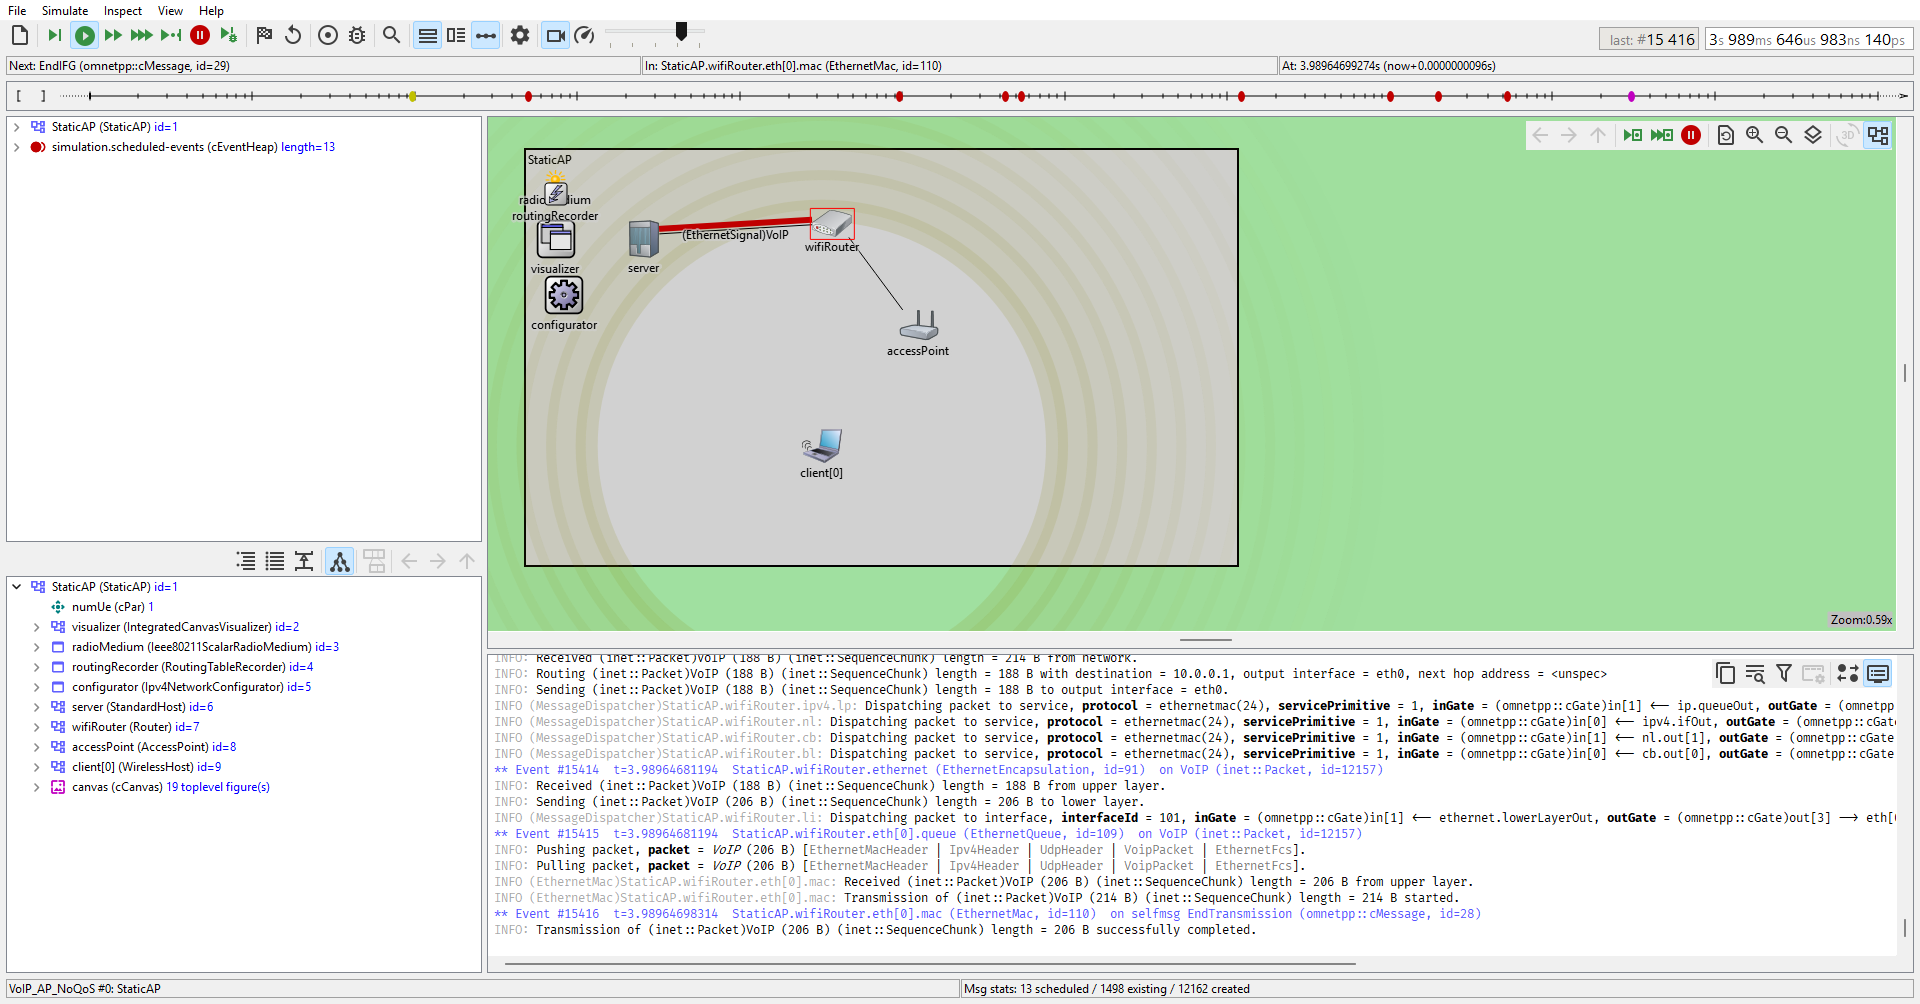 File Simulate Inspect View Help
last: #15 416 3s 989ms 646us 983ns 140ps
Next: EndIFG (omnetpp::cMessage, id=29) In: StaticAP.wifiRouter.eth[0].mac (EthernetMac, id=110) At: 3.98964699274s (now+0.0000000096s)
StaticAP (StaticAP) id=1
simulation.scheduled-events (cEventHeap) length=13
StaticAP
routingRecorder
(EthernetSignal)VoIP
wifiRouter
server
visualizer
configurator
accessPoint
client[0]
3D
Zoom:0.59x
StaticAP (StaticAP) id=1
numUe (cPar) 1
visualizer (IntegratedCanvasVisualizer) id=2
radioMedium (Ieee80211ScalarRadioMedium) id=3
routingRecorder (RoutingTableRecorder) id=4
configurator (Ipv4NetworkConfigurator) id=5
server (StandardHost) id=6
wifiRouter (Router) id=7
accessPoint (AccessPoint) id=8
client[0] (WirelessHost) id=9
canvas (cCanvas) 19 toplevel figure(s)
INFO: Received (inet::Packet)VoIP (188 B) (inet::SequenceChunk) length = 214 B from network.
INFO: Routing (inet::Packet)VoIP (188 B) (inet::SequenceChunk) length = 188 B with destination = 10.0.0.1, output interface = eth0, next hop address = <unspec>
INFO: Sending (inet::Packet)VoIP (188 B) (inet::SequenceChunk) length = 188 B to output interface = eth0.
INFO (MessageDispatcher)StaticAP.wifiRouter.ipv4.lp: Dispatching packet to service, protocol = ethernetmac(24), servicePrimitive = 1, inGate = (omnetpp::cGate)in[1] <-- ip.queueOut, outGate = (omnetpp
INFO (MessageDispatcher)StaticAP.wifiRouter.nl: Dispatching packet to service, protocol = ethernetmac(24), servicePrimitive = 1, inGate = (omnetpp::cGate)in[0] <-- ipv4.ifOut, outGate = (omnetpp::cGate
INFO (MessageDispatcher)StaticAP.wifiRouter.cb: Dispatching packet to service, protocol = ethernetmac(24), servicePrimitive = 1, inGate = (omnetpp::cGate)in[1] <-- nl.out[1], outGate = (omnetpp::cGate
INFO (MessageDispatcher)StaticAP.wifiRouter.bl: Dispatching packet to service, protocol = ethernetmac(24), servicePrimitive = 1, inGate = (omnetpp::cGate)in[0] <-- cb.out[0], outGate = (omnetpp::cGate
** Event #15414 t=3.98964681194 StaticAP.wifiRouter.ethernet (EthernetEncapsulation, id=91) on VoIP (inet::Packet, id=12157)
INFO: Received (inet::Packet)VoIP (188 B) (inet::SequenceChunk) length = 188 B from upper layer.
INFO: Sending (inet::Packet)VoIP (206 B) (inet::SequenceChunk) length = 206 B to lower layer.
INFO (MessageDispatcher)StaticAP.wifiRouter.li: Dispatching packet to interface, interfaceId = 101, inGate = (omnetpp::cGate)in[1] <-- ethernet.lowerLayerOut, outGate = (omnetpp::cGate)out[3] --> eth[
** Event #15415 t=3.98964681194 StaticAP.wifiRouter.eth[0].queue (EthernetQueue, id=109) on VoIP (inet::Packet, id=12157)
INFO: Pushing packet, packet = VoIP (206 B) [EthernetMacHeader | Ipv4Header | UdpHeader | VoipPacket | EthernetFcs].
INFO: Pulling packet, packet = VoIP (206 B) [EthernetMacHeader | Ipv4Header | UdpHeader | VoipPacket | EthernetFcs].
INFO (EthernetMac)StaticAP.wifiRouter.eth[0].mac: Received (inet::Packet)VoIP (206 B) (inet::SequenceChunk) length = 206 B from upper layer.
INFO (EthernetMac)StaticAP.wifiRouter.eth[0].mac: Transmission of (inet::Packet)VoIP (214 B) (inet::SequenceChunk) length = 214 B started.
** Event #15416 t=3.98964698314 StaticAP.wifiRouter.eth[0].mac (EthernetMac, id=110) on selfmsg EndTransmission (omnetpp::cMessage, id=28)
INFO: Transmission of (inet::Packet)VoIP (206 B) (inet::SequenceChunk) length = 206 B successfully completed.
VoIP_AP_NoQoS #0: StaticAP Msg stats: 13 scheduled / 1498 existing / 12162 created